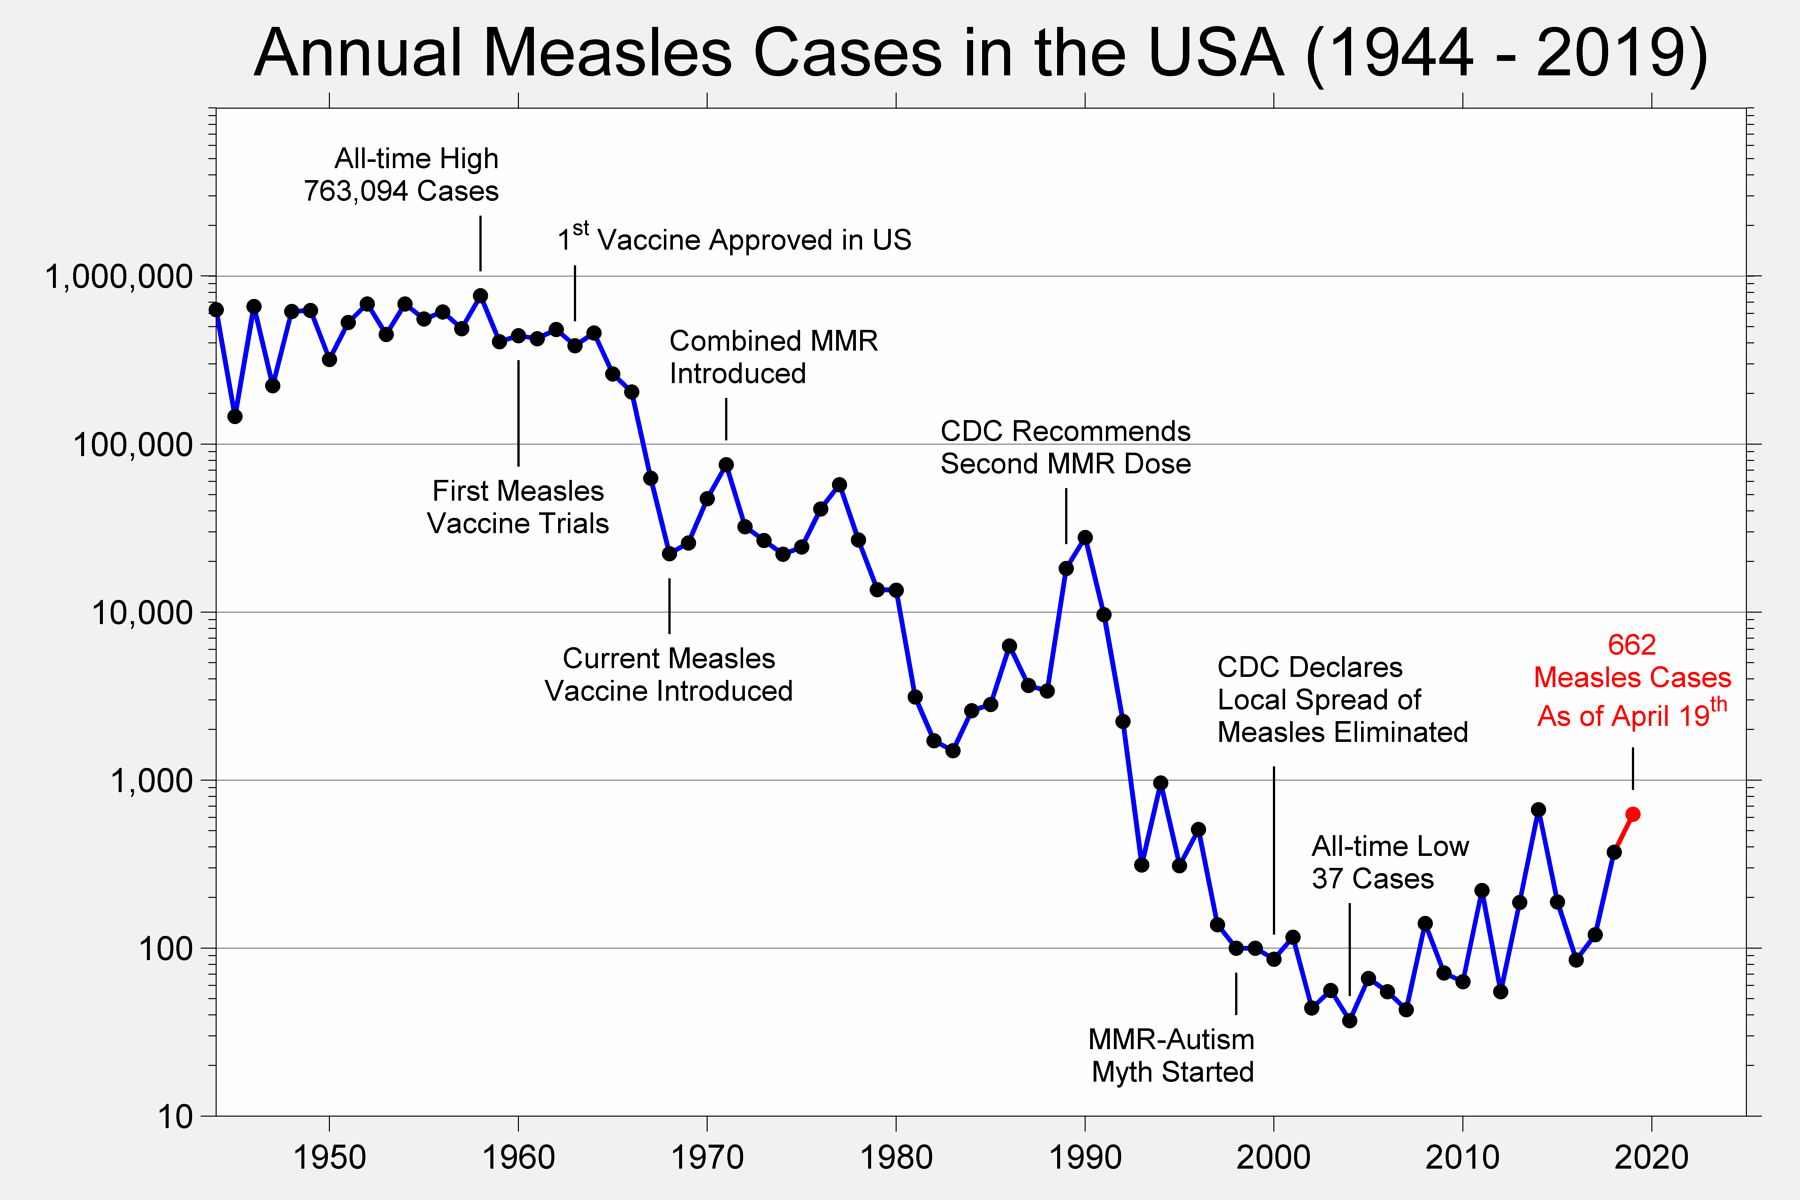 Annual Measles Cases in the USA (1944 - 2019)
All-time High
763,094 Cases
1st Vaccine Approved in US
1,000,000
Combined MMR
Introduced
CDC Recommends
Second MMR Dose
100,000
First Measles
Vaccine Trials
10,000
Current Measles
Vaccine Introduced
662
Measles Cases
As of April 19th
CDC Declares
Local Spread of
Measles Eliminated
1,000
All-time Low
37 Cases
100
MMR-Autism
Myth Started
10
1950 1960 1970 1980 1990 2000 2010 2020